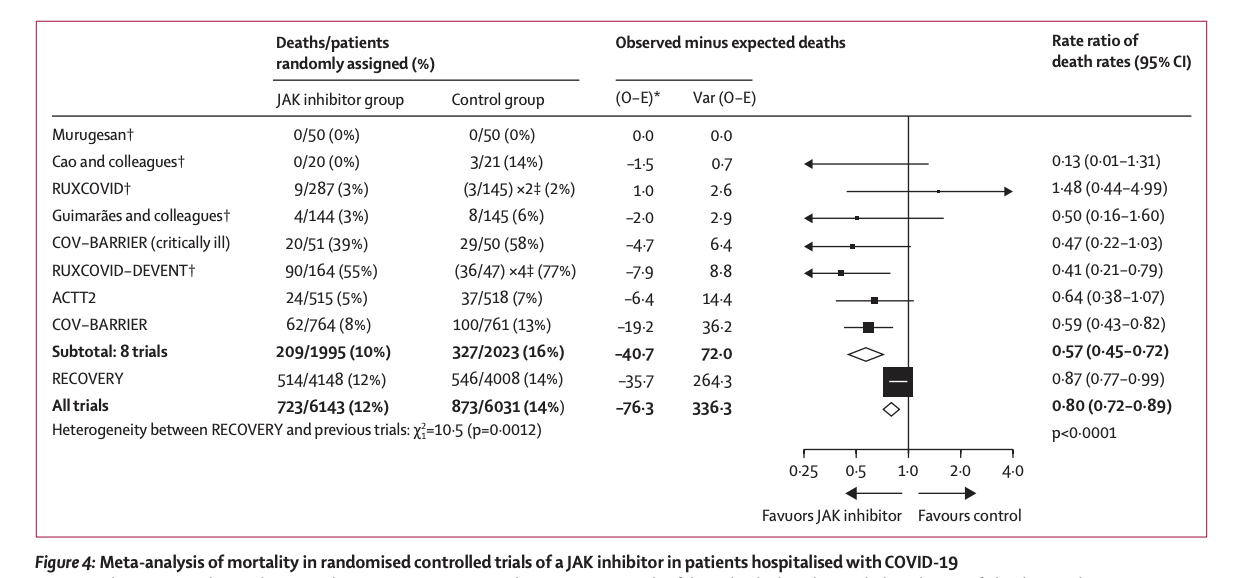 Deaths/patients randomly assigned (%) Observed minus expected deaths Rate ratio of death rates (95% CI)
JAK inhibitor group Control group (O–E)* Var (O–E)
Murugesan† 0/50 (0%) 0/50 (0%) 0·0 0·0
Cao and colleagues† 0/20 (0%) 3/21 (14%) –1·5 0·7 0·13 (0·01–1·31)
RUXCOVID† 9/287 (3%) (3/145) ×2‡ (2%) 1·0 2·6 1·48 (0·44–4·99)
Guimarães and colleagues† 4/144 (3%) 8/145 (6%) –2·0 2·9 0·50 (0·16–1·60)
COV–BARRIER (critically ill) 20/51 (39%) 29/50 (58%) –4·7 6·4 0·47 (0·22–1·03)
RUXCOVID–DEVENT† 90/164 (55%) (36/47) ×4‡ (77%) –7·9 8·8 0·41 (0·21–0·79)
ACTT2 24/515 (5%) 37/518 (7%) –6·4 14·4 0·64 (0·38–1·07)
COV–BARRIER 62/764 (8%) 100/761 (13%) –19·2 36·2 0·59 (0·43–0·82)
Subtotal: 8 trials 209/1995 (10%) 327/2023 (16%) –40·7 72·0 0·57 (0·45–0·72)
RECOVERY 514/4148 (12%) 546/4008 (14%) –35·7 264·3 0·87 (0·77–0·99)
All trials 723/6143 (12%) 873/6031 (14%) –76·3 336·3 0·80 (0·72–0·89)
Heterogeneity between RECOVERY and previous trials: χ²₁=10·5 (p=0·0012) p<0·0001
0·25 0·5 1·0 2·0 4·0
Favuors JAK inhibitor Favours control
Figure 4: Meta-analysis of mortality in randomised controlled trials of a JAK inhibitor in patients hospitalised with COVID-19